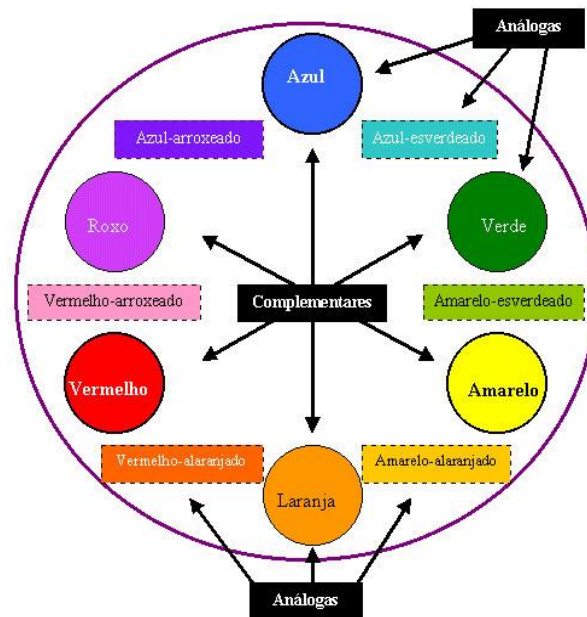 Análogas
Azul
Azul-arroxeado
Azul-esverdeado
Roxo
Verde
Vermelho-arroxeado
Complementares
Amarelo-esverdeado
Vermelho
Amarelo
Vermelho-alaranjado
Amarelo-alaranjado
Laranja
Análogas